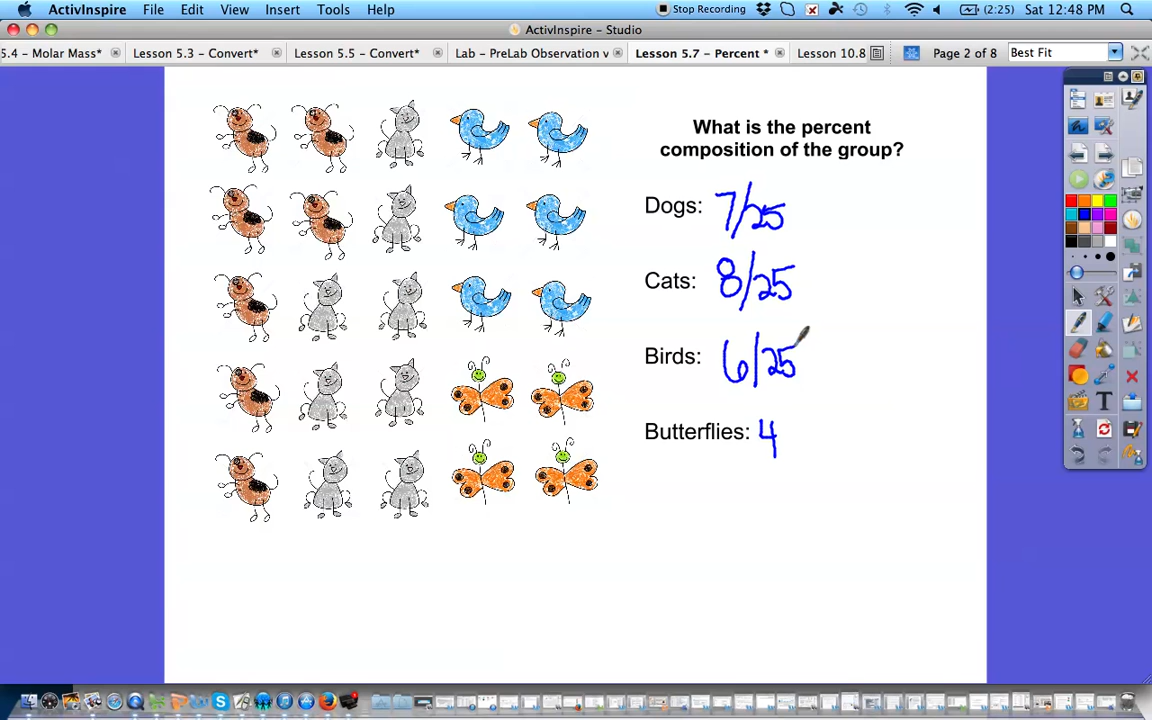 ActivInspire File Edit View Insert Tools Help Stop Recording (2:25) Sat 12:48 PM
ActivInspire - Studio
5.4 – Molar Mass* Lesson 5.3 – Convert* Lesson 5.5 – Convert* Lab – PreLab Observation v Lesson 5.7 – Percent * Lesson 10.8 Page 2 of 8 Best Fit
What is the percent
composition of the group?
Dogs: 7/25
Cats: 8/25
Birds: 6/25
Butterflies: 4